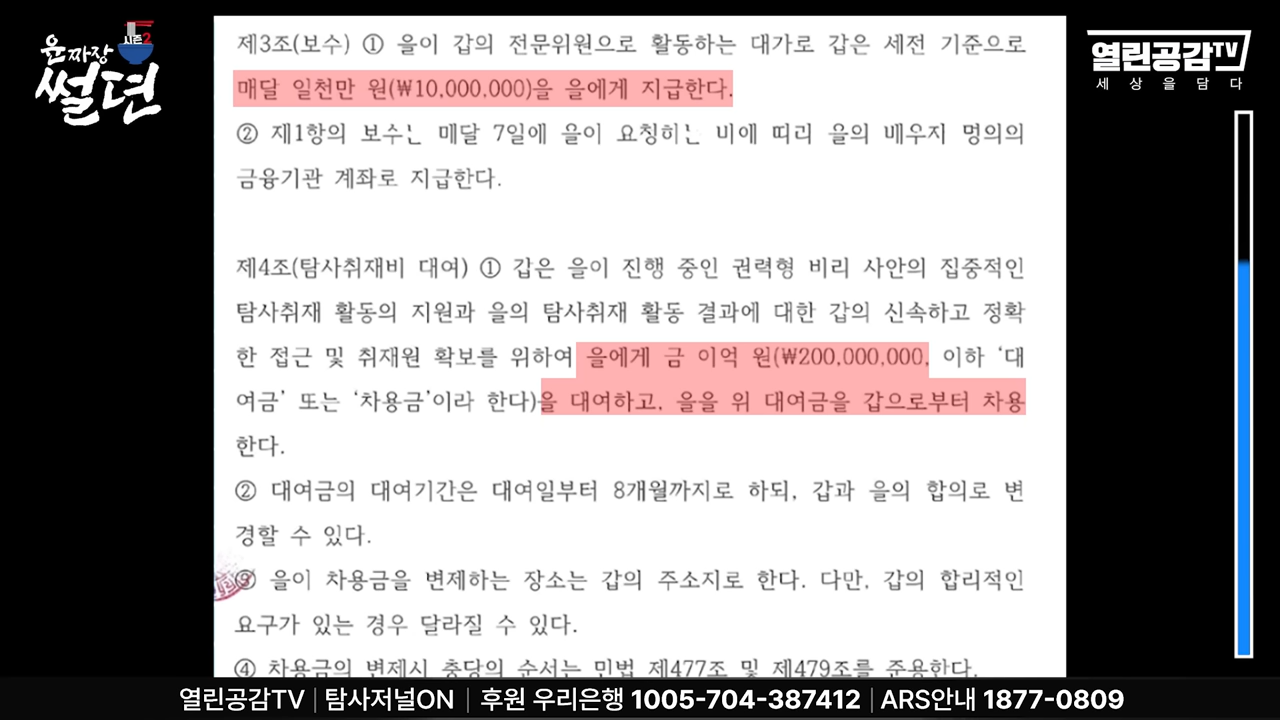 윤짜장
시즌2
썰뎐
열린공감TV
세상을 담다
제3조(보수) ① 을이 갑의 전문위원으로 활동하는 대가로 갑은 세전 기준으로
매달 일천만 원(₩10,000,000)을 을에게 지급한다.
② 제1항의 보수는 매달 7일에 을이 요청하는 바에 따라 을의 배우자 명의의
금융기관 계좌로 지급한다.
제4조(탐사취재비 대여) ① 갑은 을이 진행 중인 권력형 비리 사안의 집중적인
탐사취재 활동의 지원과 을의 탐사취재 활동 결과에 대한 갑의 신속하고 정확
한 접근 및 취재원 확보를 위하여 을에게 금 이억 원(₩200,000,000, 이하 ‘대
여금’ 또는 ‘차용금’이라 한다)을 대여하고, 을을 위 대여금을 갑으로부터 차용
한다.
② 대여금의 대여기간은 대여일부터 8개월까지로 하되, 갑과 을의 합의로 변
경할 수 있다.
③ 을이 차용금을 변제하는 장소는 갑의 주소지로 한다. 다만, 갑의 합리적인
요구가 있는 경우 달라질 수 있다.
④ 차용금의 변제시 충당의 순서는 민법 제477조 및 제479조를 준용한다.
열린공감TV | 탐사저널ON | 후원 우리은행 1005-704-387412 | ARS안내 1877-0809